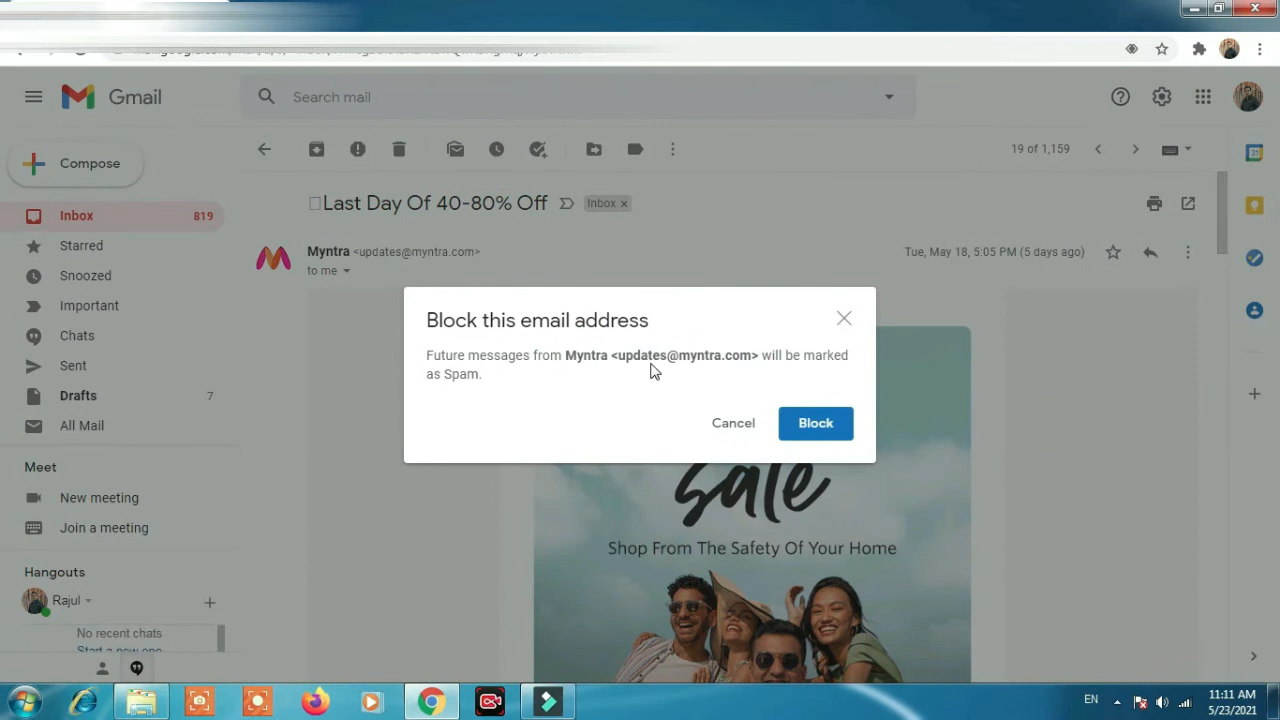 Gmail
Search mail
Compose
19 of 1,159
Last Day Of 40-80% Off
Inbox ×
Inbox 819
Starred
Snoozed
Important
Chats
Sent
Drafts 7
All Mail
Meet
New meeting
Join a meeting
Hangouts
Rajul
No recent chats
Start a new one
Myntra <updates@myntra.com>
Tue, May 18, 5:05 PM (5 days ago)
to me
Block this email address
Future messages from Myntra <updates@myntra.com> will be marked
as Spam.
Cancel
Block
sale
Shop From The Safety Of Your Home
EN
11:11 AM
5/23/2021